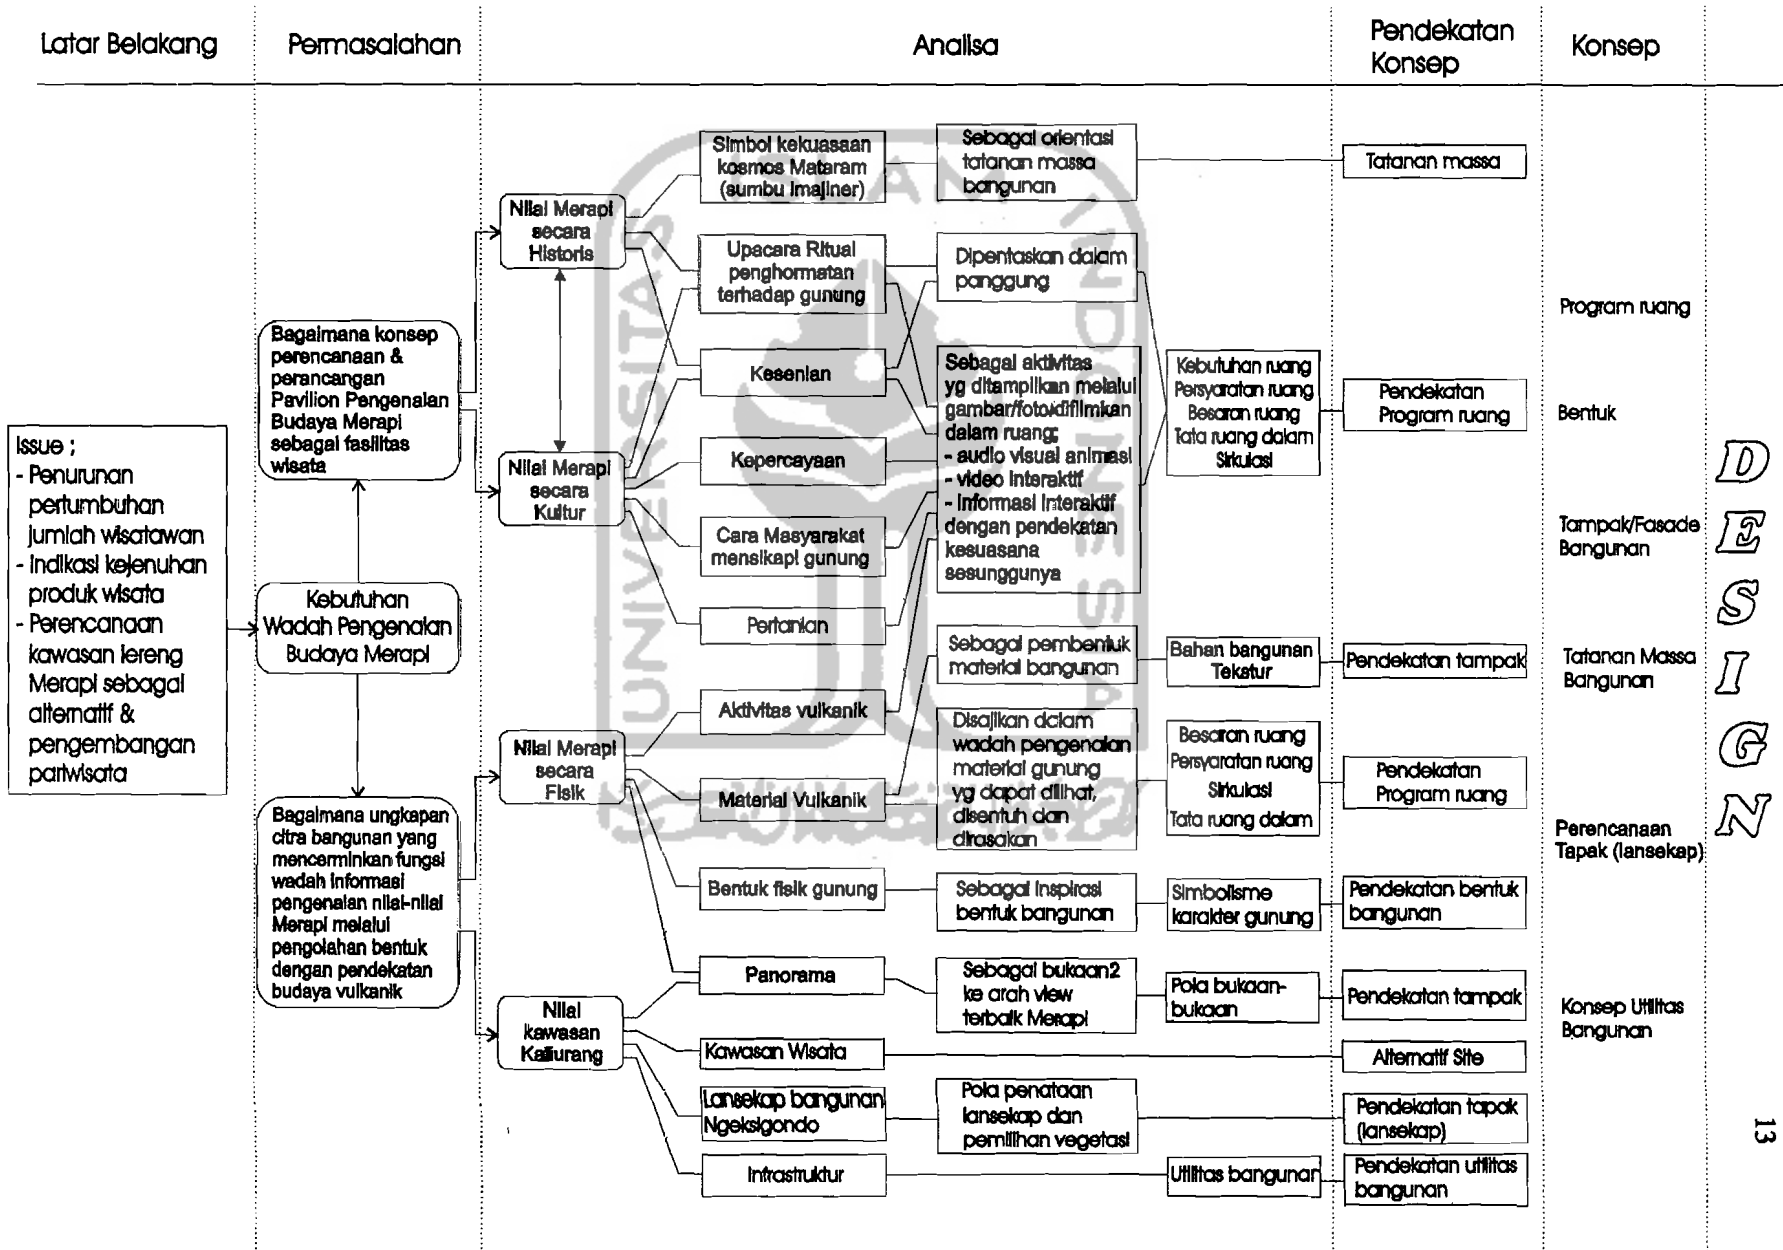 Latar Belakang
Permasalahan
Analisa
Pendekatan
Konsep
Konsep
Issue ;
- Penurunan
pertumbuhan
jumlah wisatawan
- Indikasi kejenuhan
produk wisata
- Perencanaan
kawasan lereng
Merapi sebagai
alternatif &
pengembangan
pariwisata
Bagaimana konsep
perencanaan &
perancangan
Pavilion Pengenalan
Budaya Merapi
sebagai fasilitas
wisata
Kebutuhan
Wadah Pengenalan
Budaya Merapi
Bagaimana ungkapan
citra bangunan yang
mencerminkan fungsi
wadah informasi
pengenalan nilai-nilai
Merapi melalui
pengolahan bentuk
dengan pendekatan
budaya vulkanik
Nilai Merapi
secara
Historis
Nilai Merapi
secara
Kultur
Nilai Merapi
secara
Fisik
Nilai
kawasan
Kaliurang
Simbol kekuasaan
kosmos Mataram
(sumbu imajiner)
Upacara Ritual
penghormatan
terhadap gunung
Kesenian
Kepercayaan
Cara Masyarakat
mensikapi gunung
Pertanian
Aktivitas vulkanik
Material Vulkanik
Bentuk fisik gunung
Panorama
Kawasan Wisata
Lansekap bangunan
Ngeksigondo
Infrastruktur
Sebagai orientasi
tatanan massa
bangunan
Dipentaskan dalam
panggung
Sebagai aktivitas
yg ditampilkan melalui
gambar/foto/difilmkan
dalam ruang;
- audio visual animasi
- video interaktif
- Informasi Interaktif
dengan pendekatan
kesuasana
sesunggunya
Sebagai pembentuk
material bangunan
Disajikan dalam
wadah pengenalan
material gunung
yg dapat dilihat,
disentuh dan
dirasakan
Sebagai Inspirasi
bentuk bangunan
Sebagai bukaan2
ke arah view
terbaik Merapi
Pola penataan
lansekap dan
pemilihan vegetasi
Kebutuhan ruang
Persyaratan ruang
Besaran ruang
Tata ruang dalam
Sirkulasi
Bahan bangunan
Tekstur
Besaran ruang
Persyaratan ruang
Sirkulasi
Tata ruang dalam
Simbolisme
karakter gunung
Pola bukaan-
bukaan
Utilitas bangunan
Tatanan massa
Pendekatan
Program ruang
Pendekatan tampak
Pendekatan
Program ruang
Pendekatan bentuk
bangunan
Pendekatan tampak
Alternatif Site
Pendekatan tapak
(lansekap)
Pendekatan utilitas
bangunan
Program ruang
Bentuk
Tampak/Fasade
Bangunan
Tatanan Massa
Bangunan
Perencanaan
Tapak (lansekap)
Konsep Utilitas
Bangunan
DESIGN
13
UNIVERSITAS
ISLAM
INDONESIA